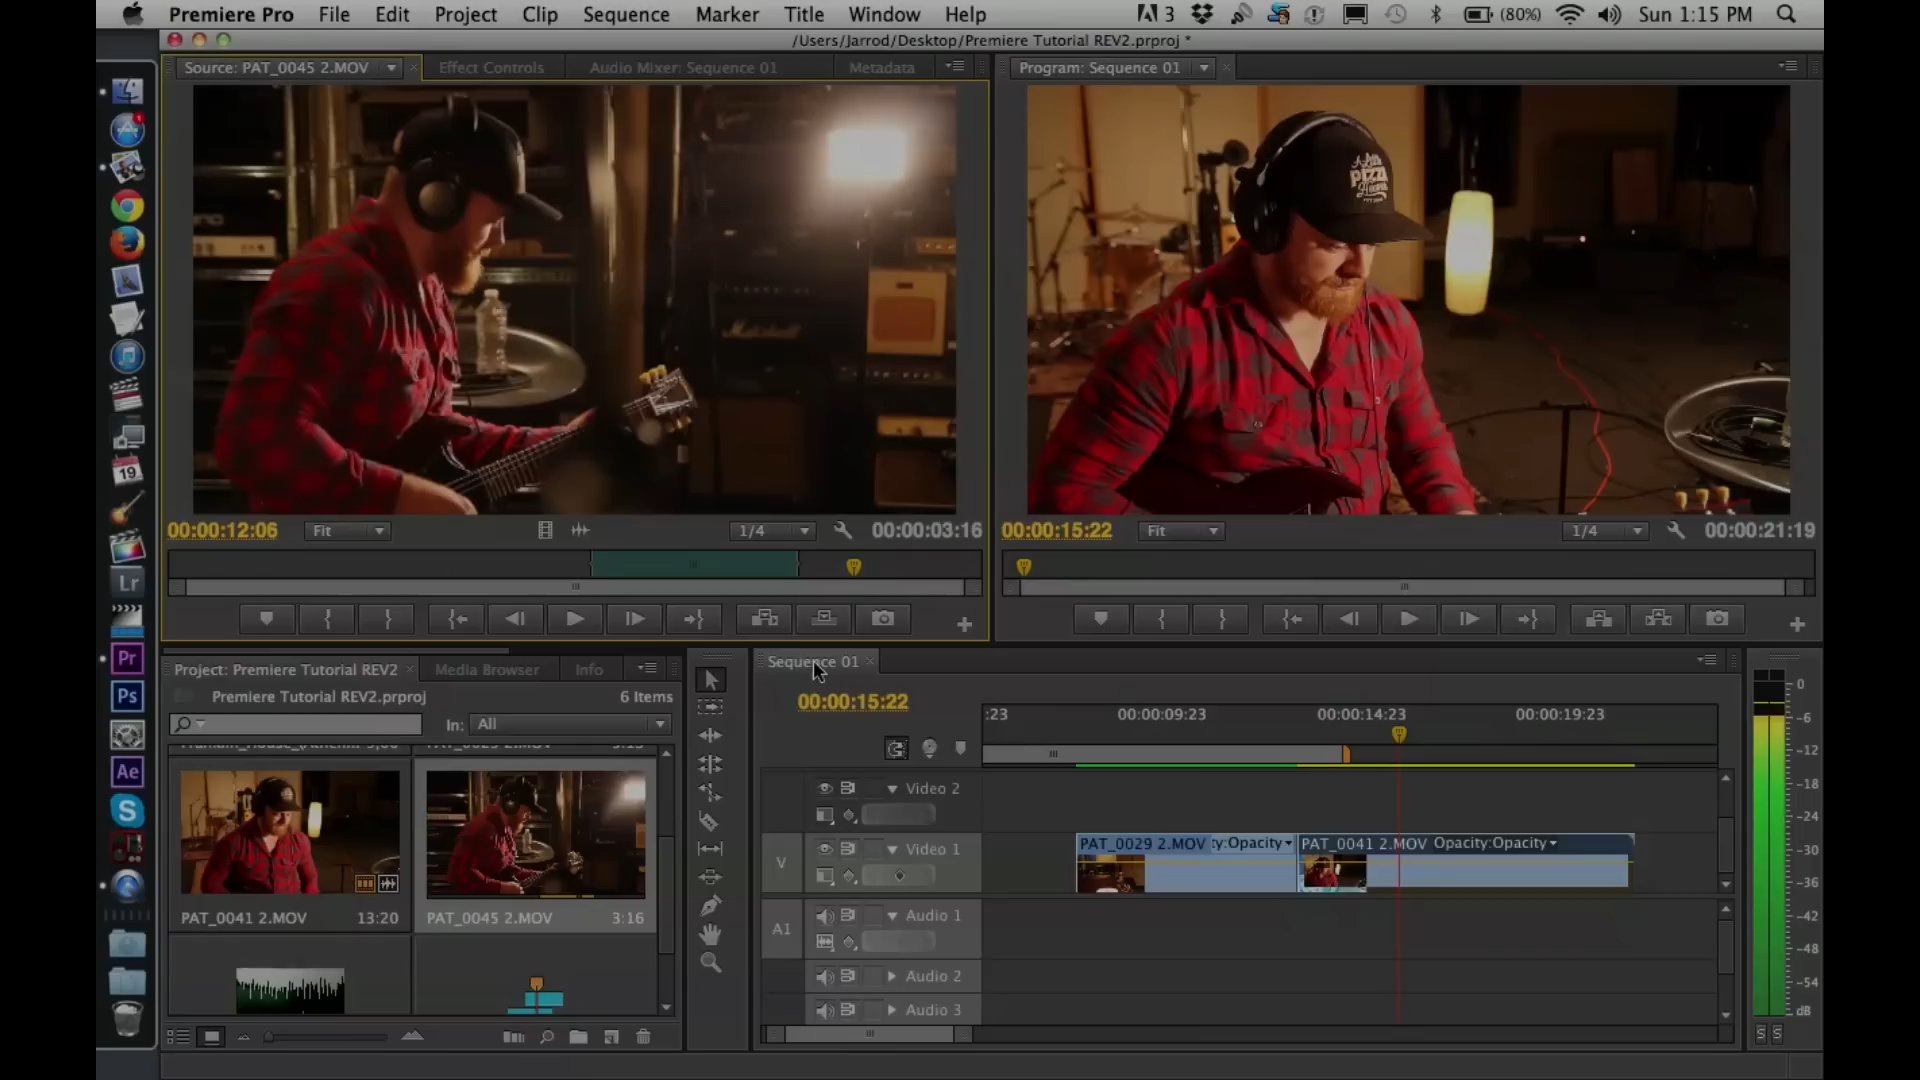 Premiere Pro File Edit Project Clip Sequence Marker Title Window Help 3 (80%) Sun 1:15 PM
/Users/Jarrod/Desktop/Premiere Tutorial REV2.prproj *
Source: PAT_0045 2.MOV Effect Controls Audio Mixer: Sequence 01 Metadata
Program: Sequence 01
PIZZA
Marshall
00:00:12:06 Fit 1/4 00:00:03:16
00:00:15:22 Fit 1/4 00:00:21:19
19
Lr
Pr
Ps
Ae
Project: Premiere Tutorial REV2 Media Browser Info
Premiere Tutorial REV2.prproj 6 Items
In: All
PAT_0041 2.MOV 13:20
PAT_0045 2.MOV 3:16
Sequence 01
00:00:15:22
:23 00:00:09:23 00:00:14:23 00:00:19:23
Video 2
V Video 1
PAT_0029 2.MOV ty:Opacity PAT_0041 2.MOV Opacity:Opacity
A1 Audio 1
Audio 2
Audio 3
0
-6
-12
-18
-24
-30
-36
-42
-48
-54
dB
S S